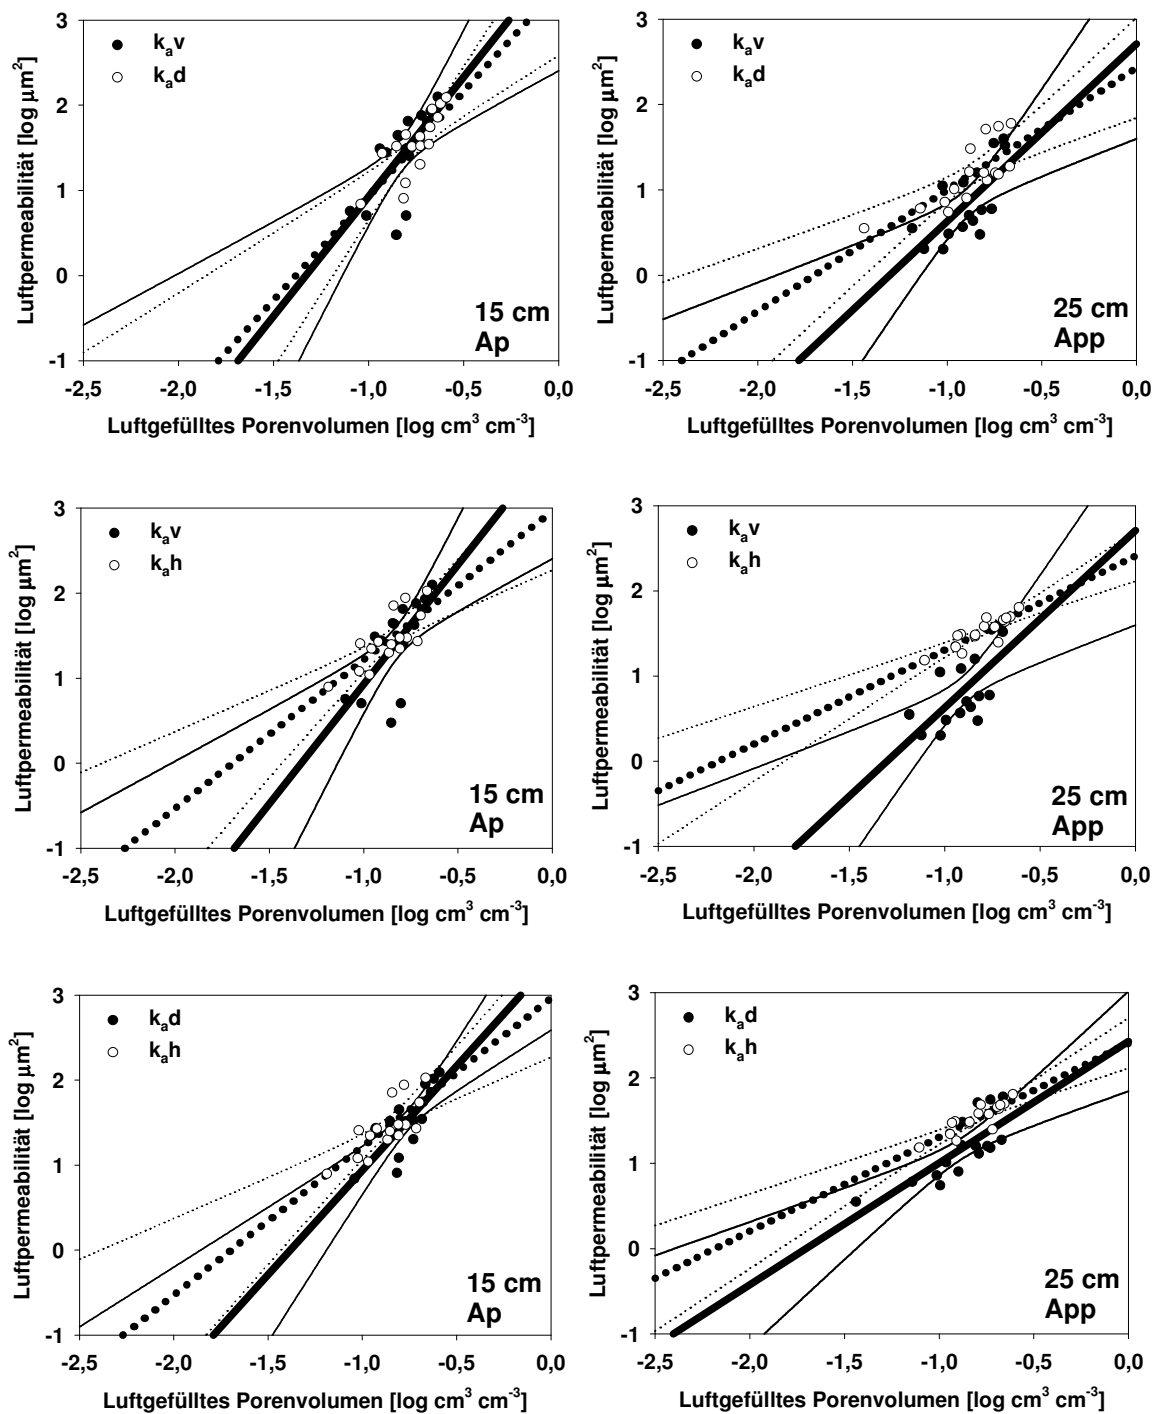 3
2
1
0
-1
-2,5 -2,0 -1,5 -1,0 -0,5 0,0
Luftpermeabilität [log µm²]
Luftgefülltes Porenvolumen [log cm³ cm⁻³]
kₐv
kₐd
15 cm
Ap
3
2
1
0
-1
-2,5 -2,0 -1,5 -1,0 -0,5 0,0
Luftpermeabilität [log µm²]
Luftgefülltes Porenvolumen [log cm³ cm⁻³]
kₐv
kₐd
25 cm
App
3
2
1
0
-1
-2,5 -2,0 -1,5 -1,0 -0,5 0,0
Luftpermeabilität [log µm²]
Luftgefülltes Porenvolumen [log cm³ cm⁻³]
kₐv
kₐh
15 cm
Ap
3
2
1
0
-1
-2,5 -2,0 -1,5 -1,0 -0,5 0,0
Luftpermeabilität [log µm²]
Luftgefülltes Porenvolumen [log cm³ cm⁻³]
kₐv
kₐh
25 cm
App
3
2
1
0
-1
-2,5 -2,0 -1,5 -1,0 -0,5 0,0
Luftpermeabilität [log µm²]
Luftgefülltes Porenvolumen [log cm³ cm⁻³]
kₐd
kₐh
15 cm
Ap
3
2
1
0
-1
-2,5 -2,0 -1,5 -1,0 -0,5 0,0
Luftpermeabilität [log µm²]
Luftgefülltes Porenvolumen [log cm³ cm⁻³]
kₐd
kₐh
25 cm
App